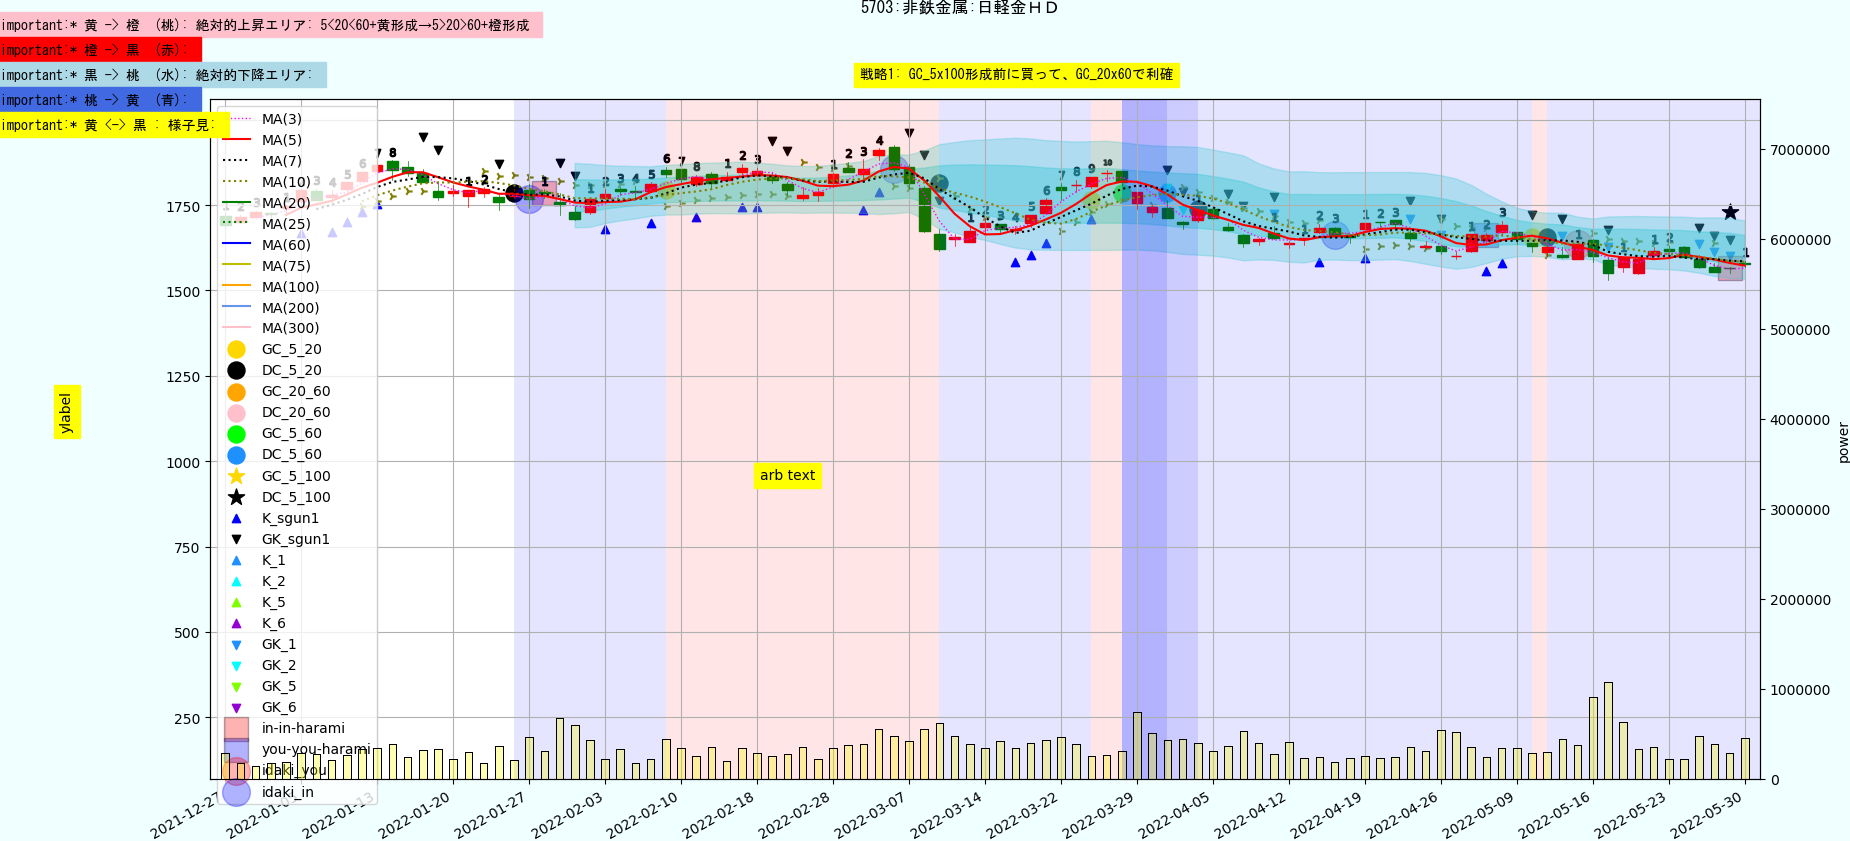 5703:非鉄金属:日軽金ＨＤ
important:* 黄 -> 橙 (桃): 絶対的上昇エリア: 5<20<60+黄形成→5>20>60+橙形成
important:* 橙 -> 黒 (赤):
important:* 黒 -> 桃 (水): 絶対的下降エリア:
戦略1: GC_5x100形成前に買って、GC_20x60で利確
important:* 桃 -> 黄 (青):
important:* 黄 <-> 黒 : 様子見:
MA(3)
MA(5)
MA(7)
MA(10)
MA(20)
MA(25)
MA(60)
MA(75)
MA(100)
MA(200)
MA(300)
GC_5_20
DC_5_20
GC_20_60
DC_20_60
GC_5_60
DC_5_60
GC_5_100
DC_5_100
K_sgun1
GK_sgun1
K_1
K_2
K_5
K_6
GK_1
GK_2
GK_5
GK_6
in-in-harami
you-you-harami
idaki_you
idaki_in
ylabel
1750
1500
1250
1000
750
500
250
arb text
7000000
6000000
5000000
4000000
3000000
2000000
1000000
0
power
2021-12-27
2022-01-13
2022-01-20
2022-01-27
2022-02-03
2022-02-10
2022-02-18
2022-02-28
2022-03-07
2022-03-14
2022-03-22
2022-03-29
2022-04-05
2022-04-12
2022-04-19
2022-04-26
2022-05-09
2022-05-16
2022-05-23
2022-05-30